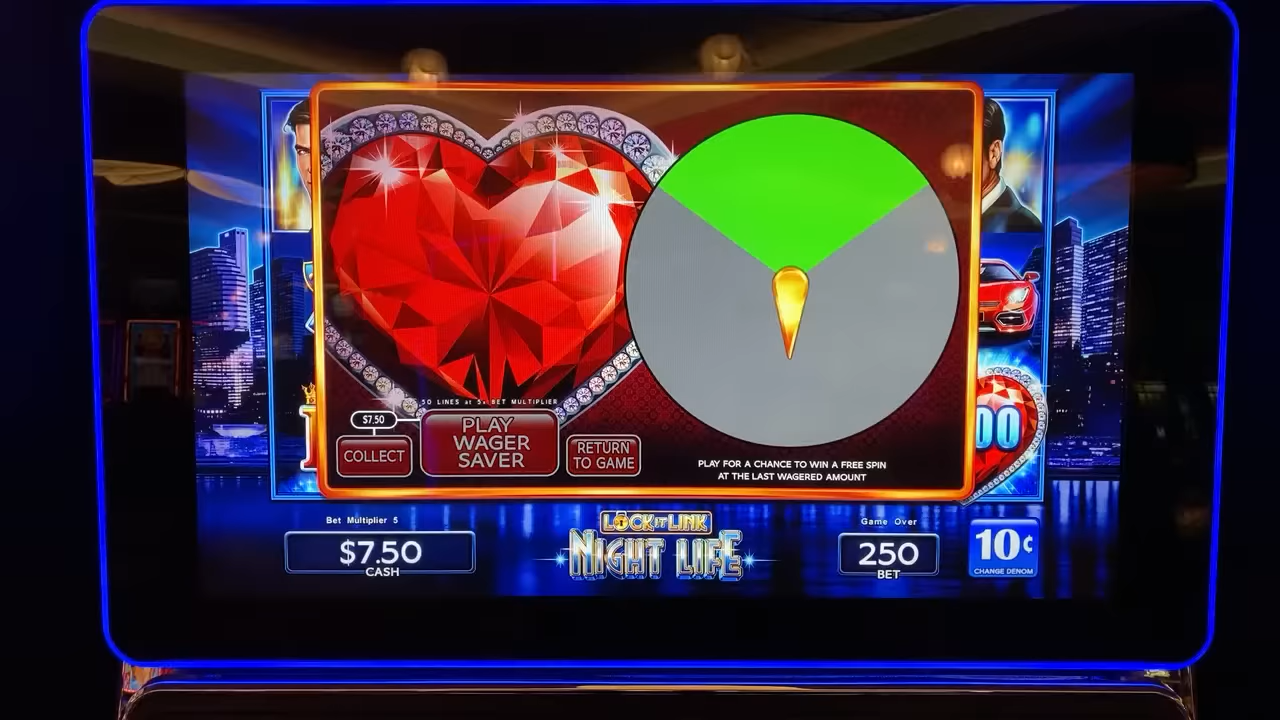 50 LINES at 5x BET MULTIPLIER
$7.50
COLLECT
PLAY
WAGER
SAVER
RETURN
TO GAME
PLAY FOR A CHANCE TO WIN A FREE SPIN
AT THE LAST WAGERED AMOUNT
00
Bet Multiplier 5
$7.50
CASH
LOCK IT LINK
NIGHT LIFE
Game Over
250
BET
10¢
CHANGE DENOM